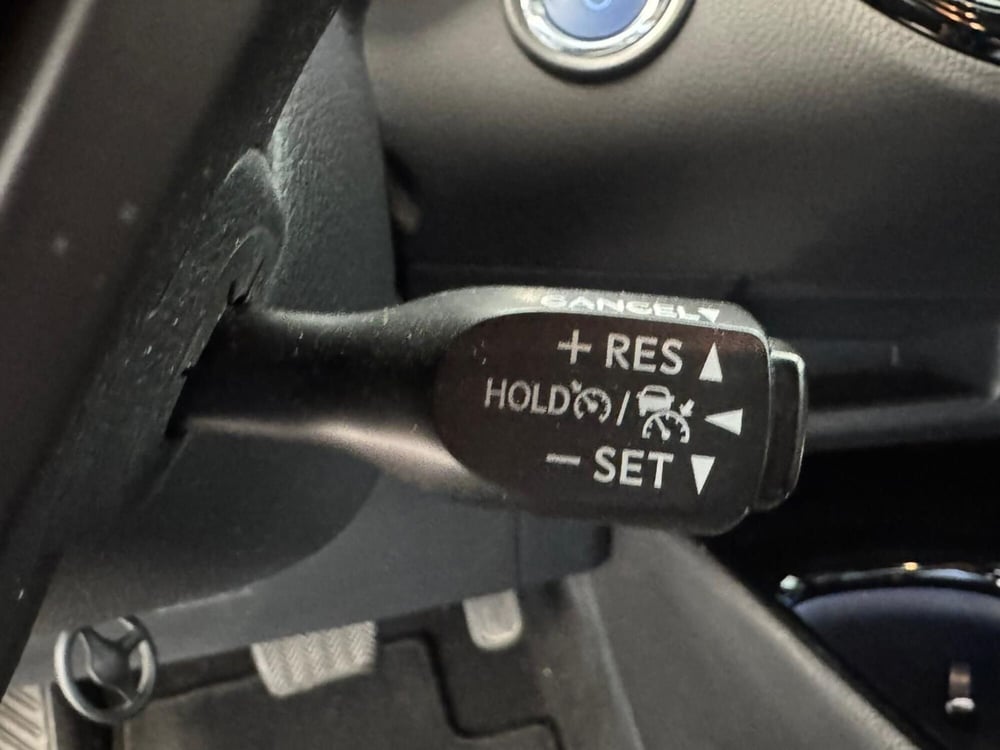 CANCEL▼
+ RES ▲
HOLD / ◀
− SET ▼